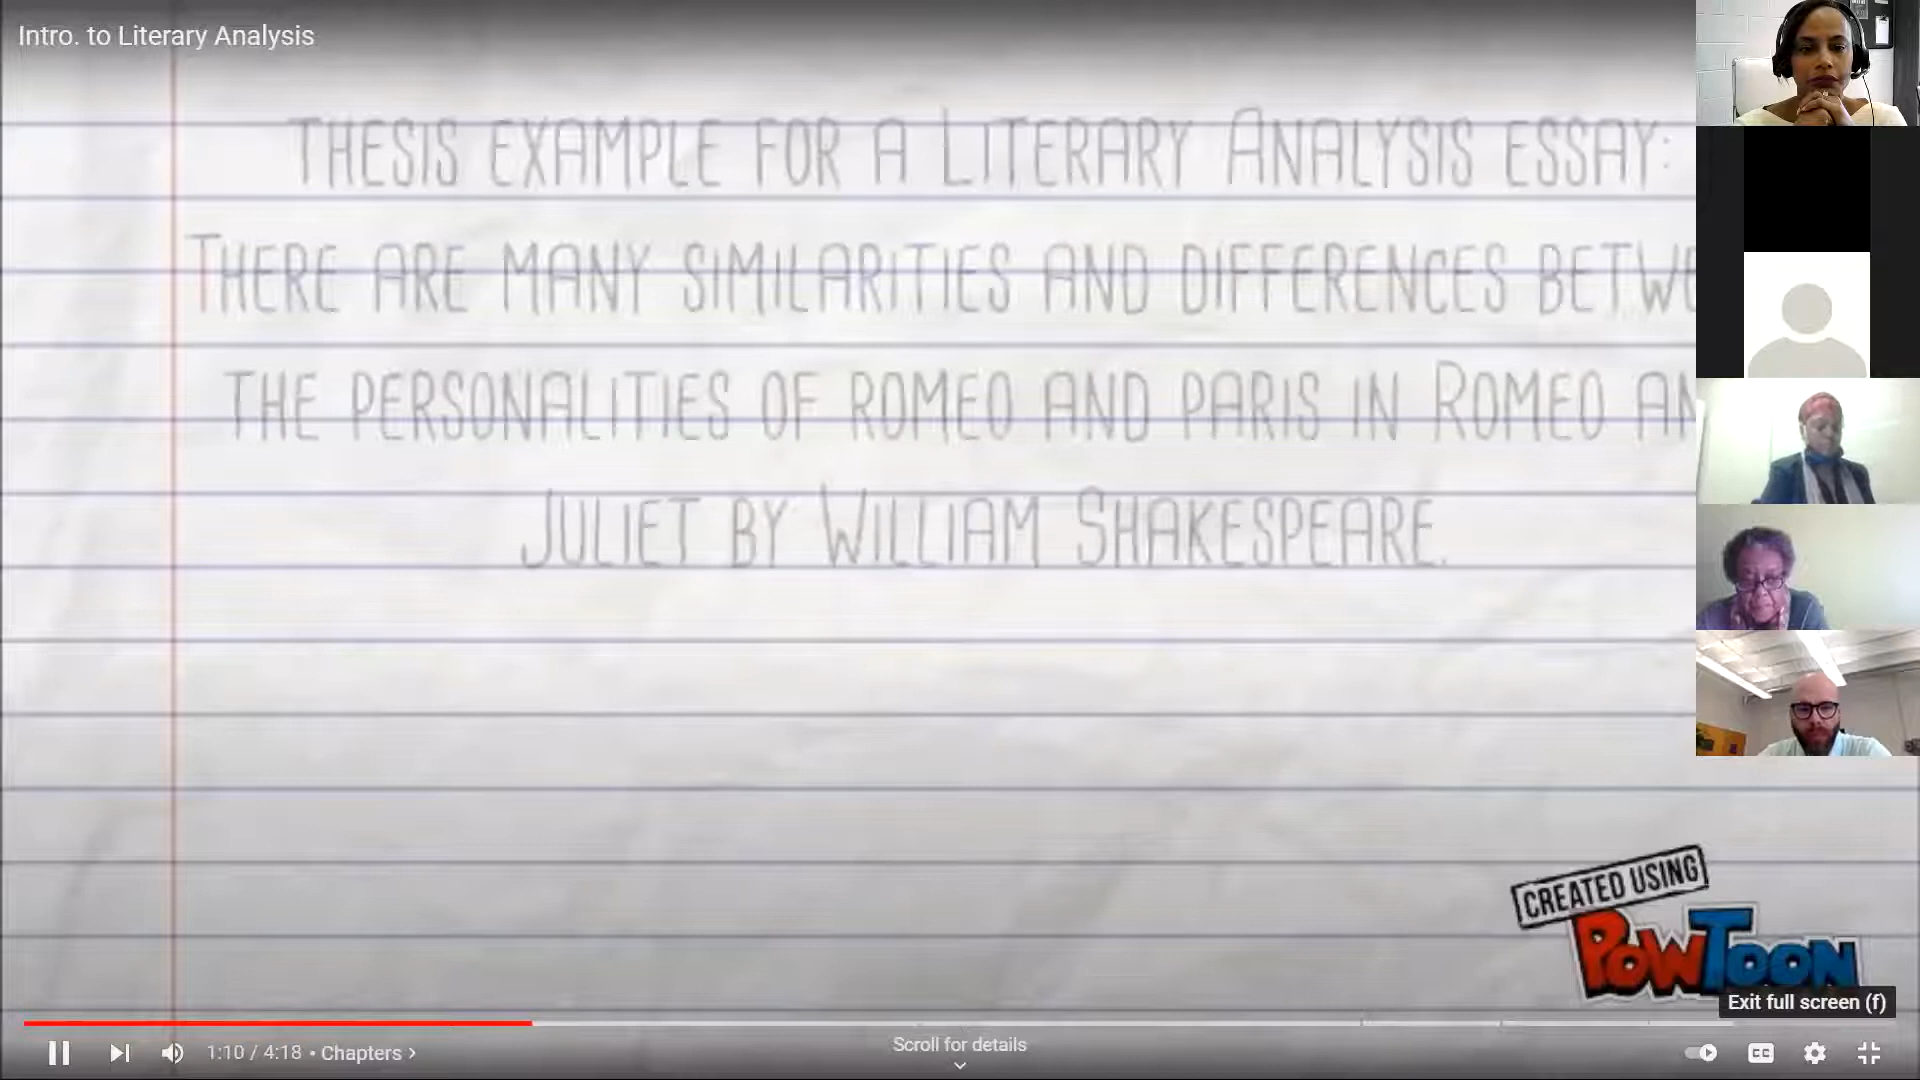 Intro. to Literary Analysis
THESIS EXAMPLE FOR A LITERARY ANALYSIS ESSAY:
THERE ARE MANY SIMILARITIES AND DIFFERENCES BETWE
THE PERSONALITIES OF ROMEO AND PARIS IN ROMEO AN
JULIET BY WILLIAM SHAKESPEARE.
CREATED USING
POWTOON
Exit full screen (f)
1:10 / 4:18 • Chapters >
Scroll for details
CC